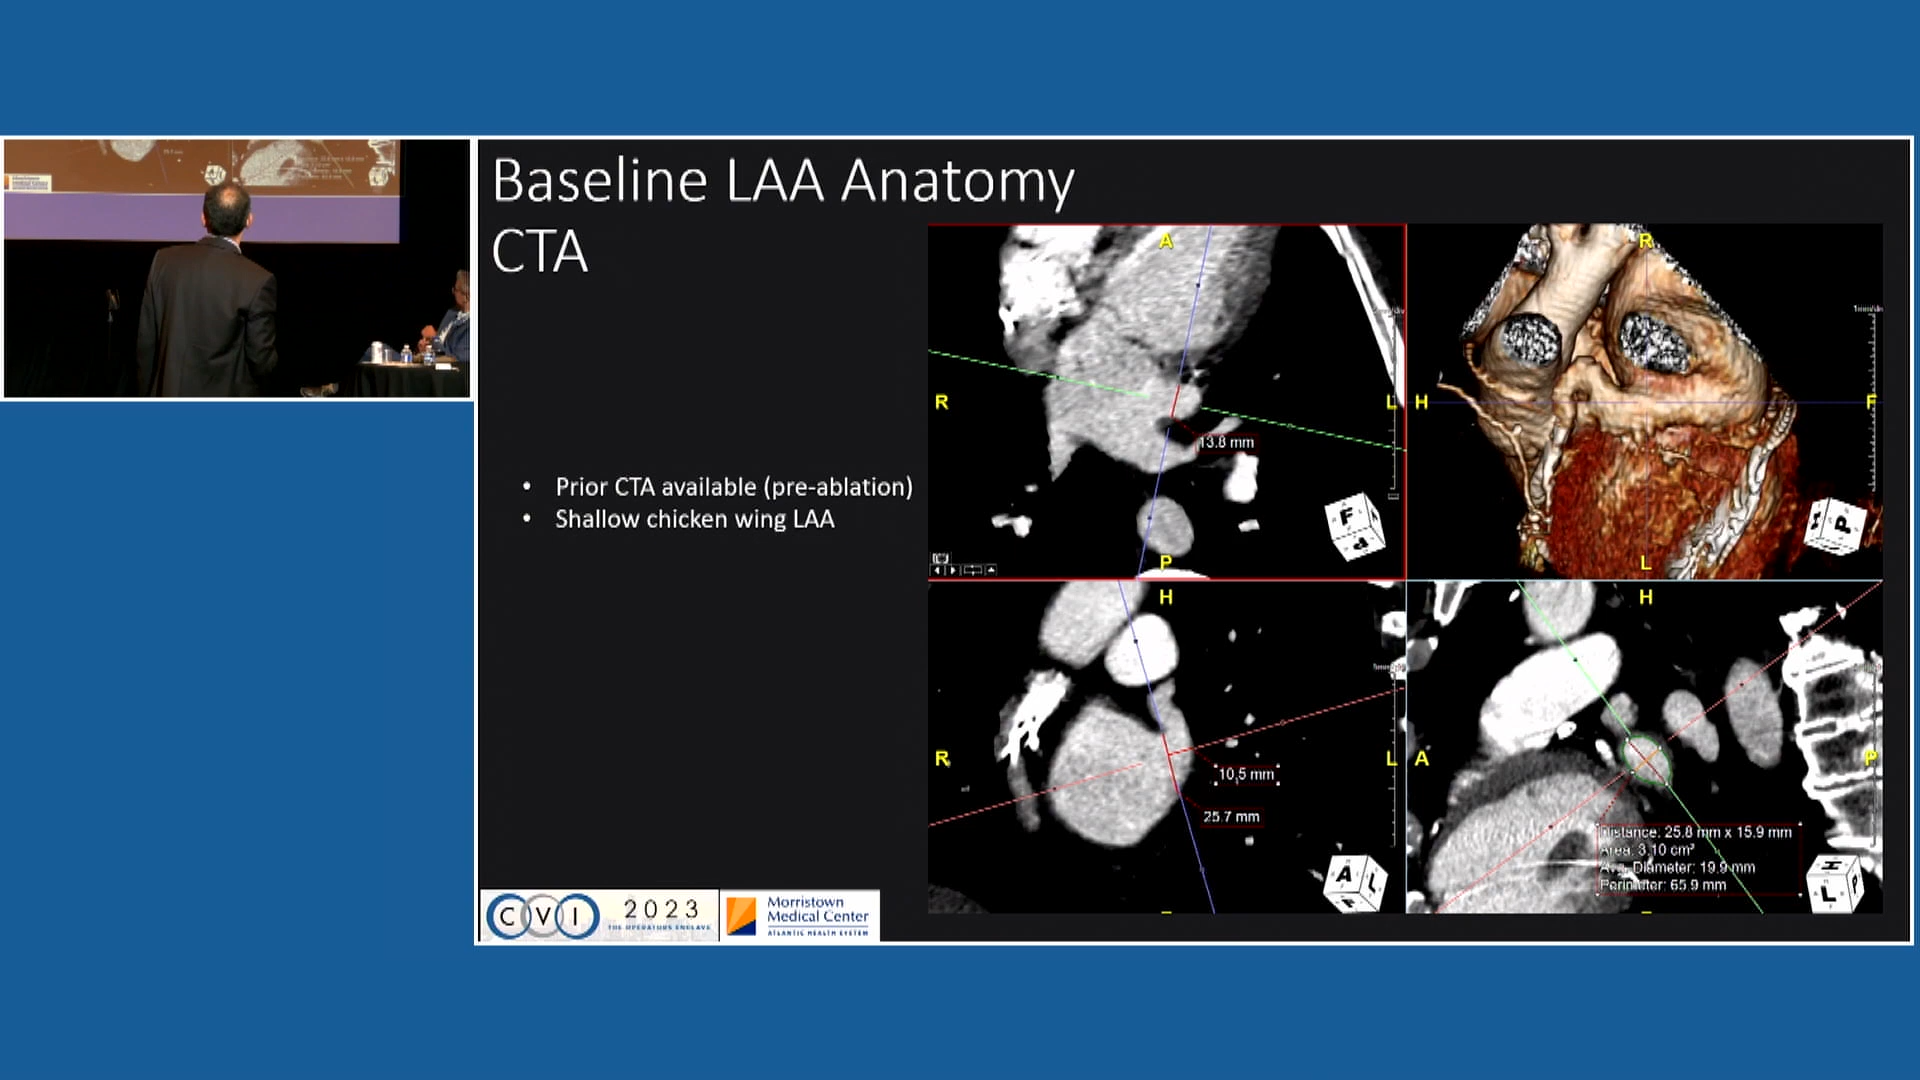 Baseline LAA Anatomy
CTA
• Prior CTA available (pre-ablation)
• Shallow chicken wing LAA
A
R
L
13.8 mm
P
F
R
H
F
L
H
R
L
10,5 mm
25.7 mm
A
L
H
A
P
Distance: 25.8 mm x 15.9 mm
Area: 3.10 cm²
Avg. Diameter: 19.9 mm
Perimeter: 65.9 mm
L
CVI 2023
THE OPERATORS ENCLAVE
Morristown
Medical Center
ATLANTIC HEALTH SYSTEM